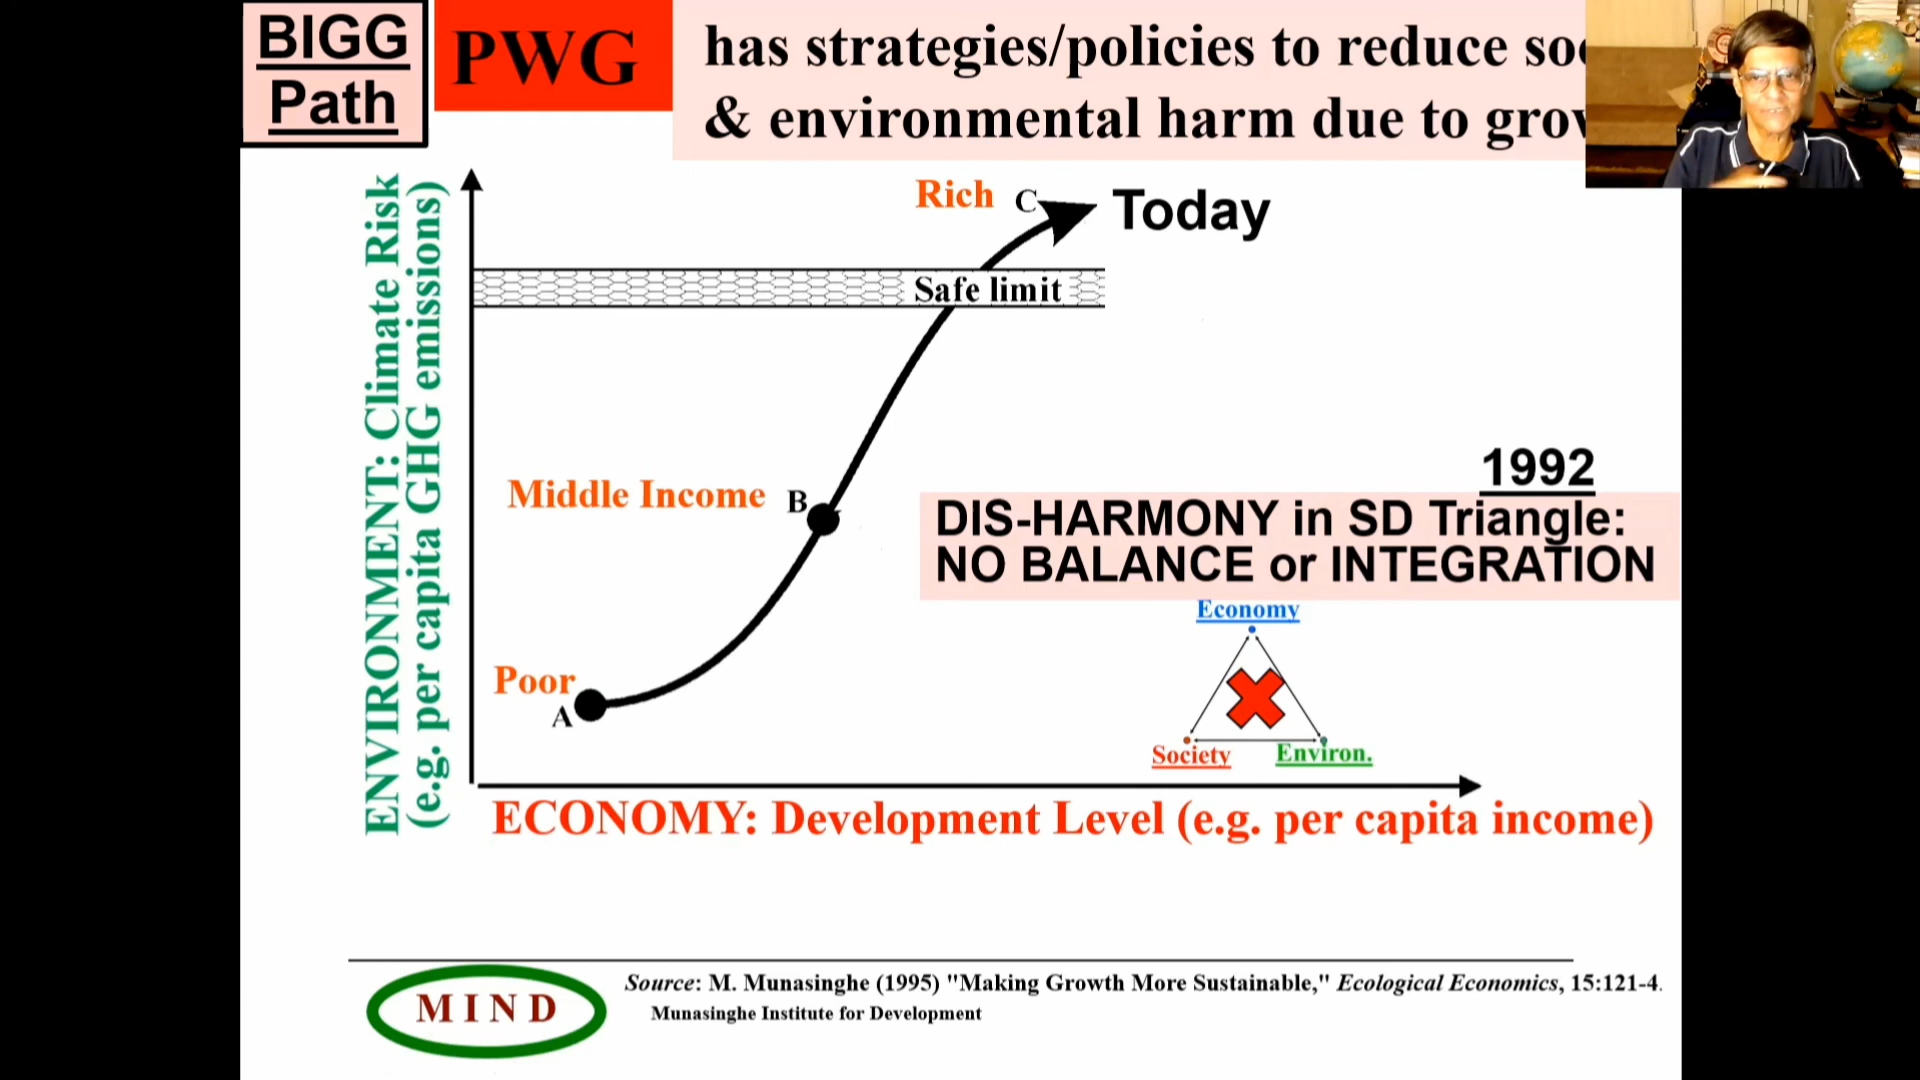 BIGG
Path
PWG
has strategies/policies to reduce
& environmental harm due to
ENVIRONMENT: Climate Risk
(e.g. per capita GHG emissions)
Rich C
Today
Safe limit
Middle Income B
1992
DIS-HARMONY in SD Triangle:
NO BALANCE or INTEGRATION
Economy
Poor
A
Society
Environ.
ECONOMY: Development Level (e.g. per capita income)
MIND
Source: M. Munasinghe (1995) "Making Growth More Sustainable," Ecological Economics, 15:121-4.
Munasinghe Institute for Development